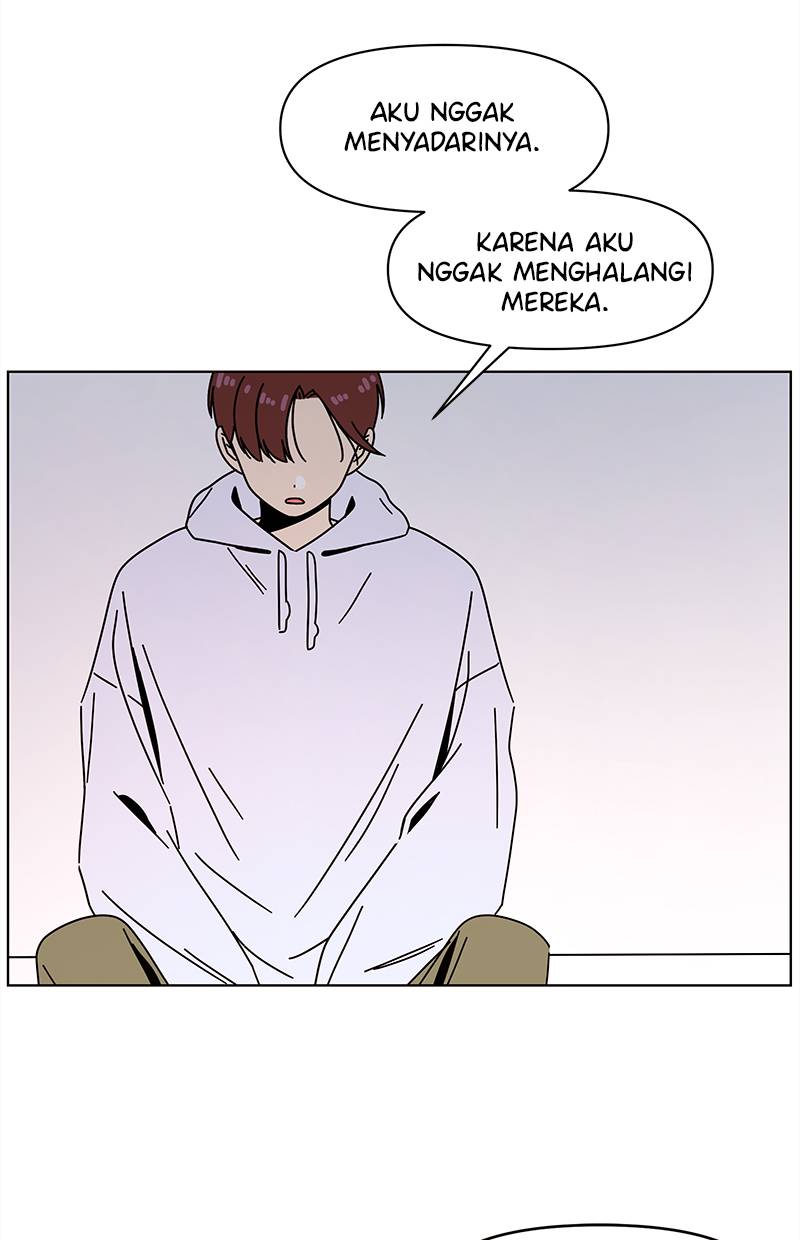 AKU NGGAK
MENYADARINYA.
KARENA AKU
NGGAK MENGHALANGI
MEREKA.